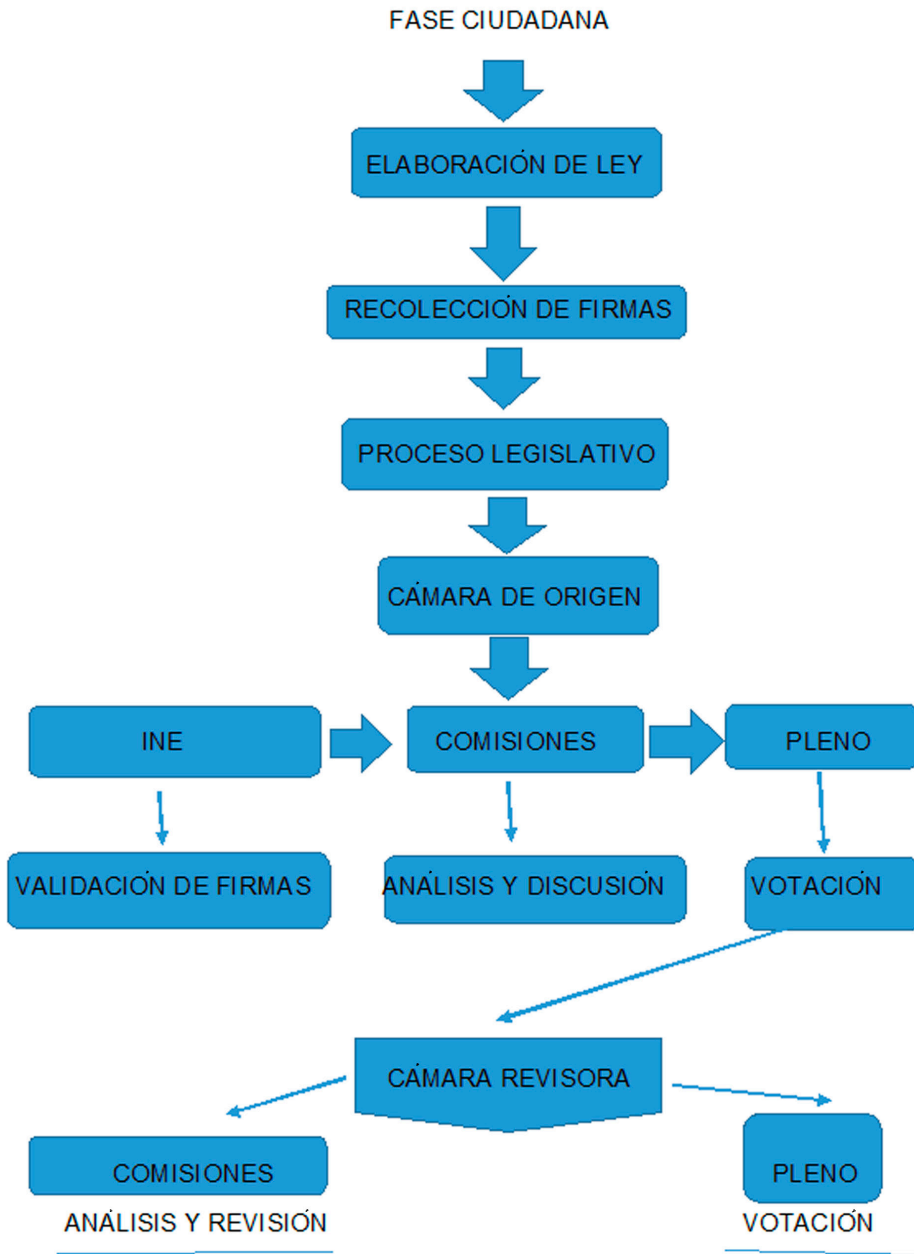 FASE CIUDADANA
ELABORACIÓN DE LEY
RECOLECCIÓN DE FIRMAS
PROCESO LEGISLATIVO
CÁMARA DE ORIGEN
INE
COMISIONES
PLENO
VALIDACIÓN DE FIRMAS
ANÁLISIS Y DISCUSIÓN
VOTACIÓN
CÁMARA REVISORA
COMISIONES
PLENO
ANÁLISIS Y REVISIÓN
VOTACIÓN